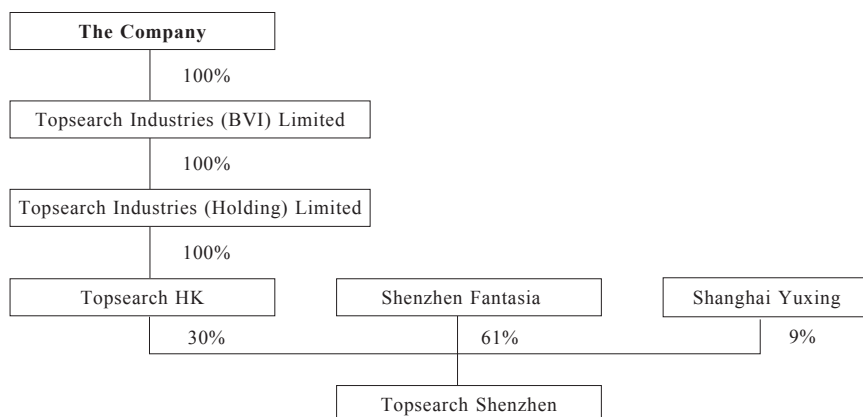 The Company
100%
Topsearch Industries (BVI) Limited
100%
Topsearch Industries (Holding) Limited
100%
Topsearch HK
Shenzhen Fantasia
Shanghai Yuxing
30%
61%
9%
Topsearch Shenzhen